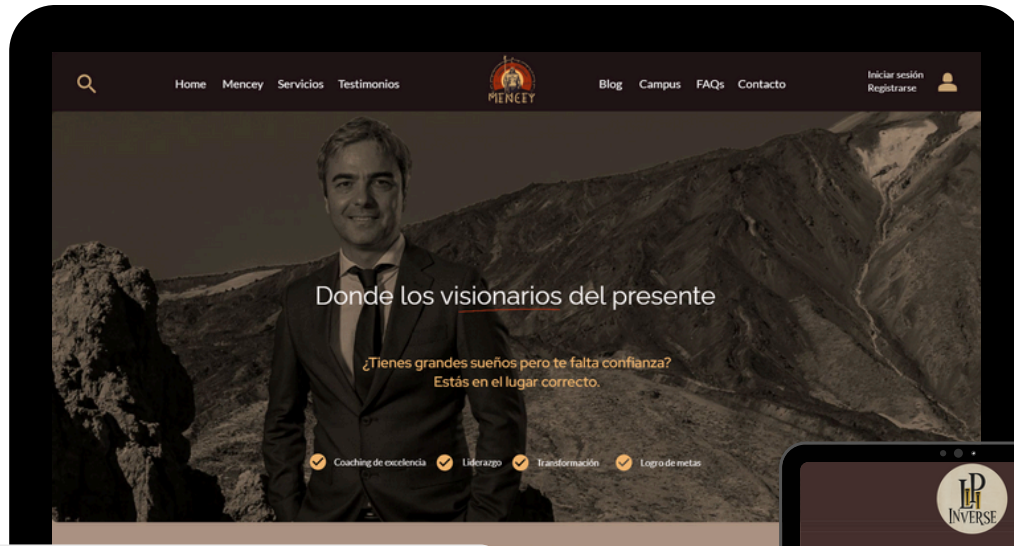 Home Mencey Servicios Testimonios
MENCEY
Blog Campus FAQs Contacto
Iniciar sesión
Registrarse
Donde los visionarios del presente
¿Tienes grandes sueños pero te falta confianza?
Estás en el lugar correcto.
Coaching de excelencia Liderazgo Transformación Logro de metas
LPH
INVERSE